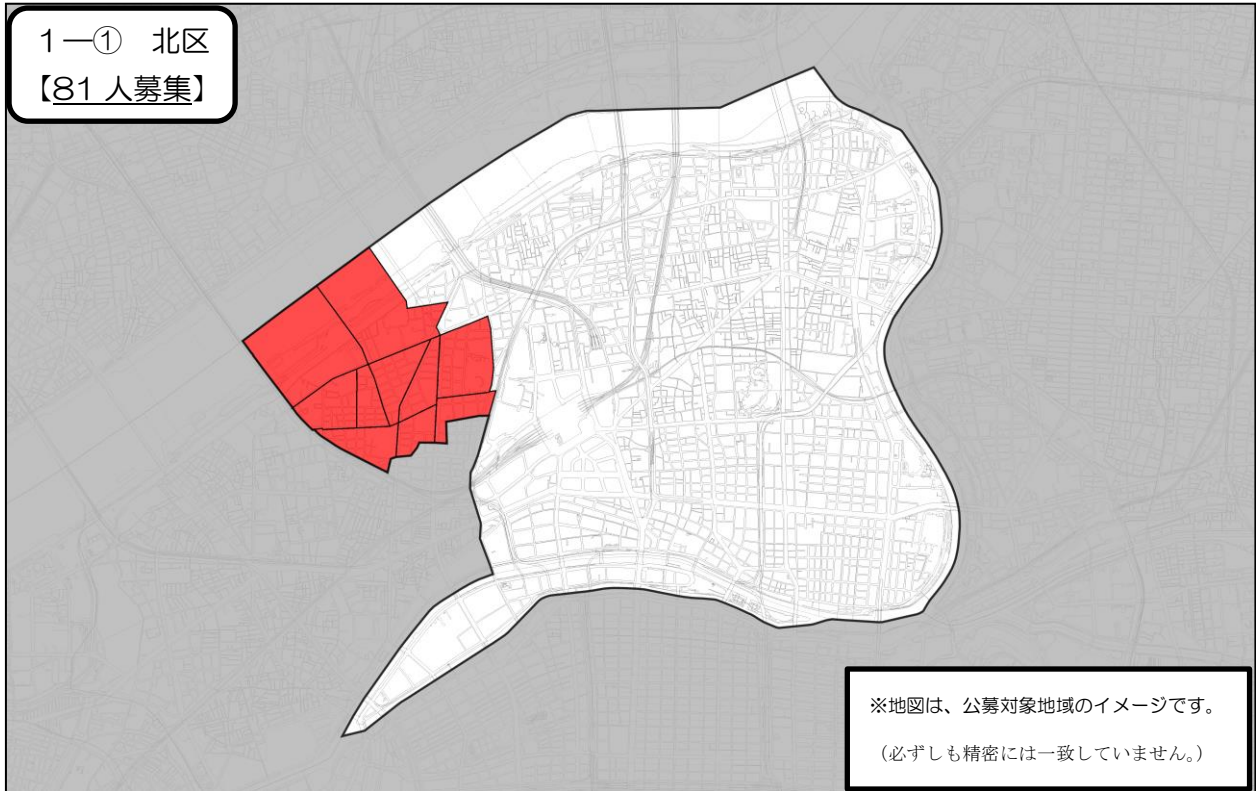 1―① 北区
【81 人募集】
※地図は、公募対象地域のイメージです。
（必ずしも精密には一致していません。）